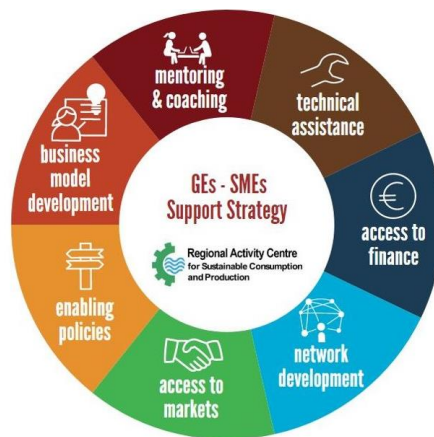 mentoring
& coaching
technical
assistance
access to
finance
network
development
access to
markets
enabling
policies
business
model
development
GEs - SMEs
Support Strategy
Regional Activity Centre
for Sustainable Consumption
and Production
€